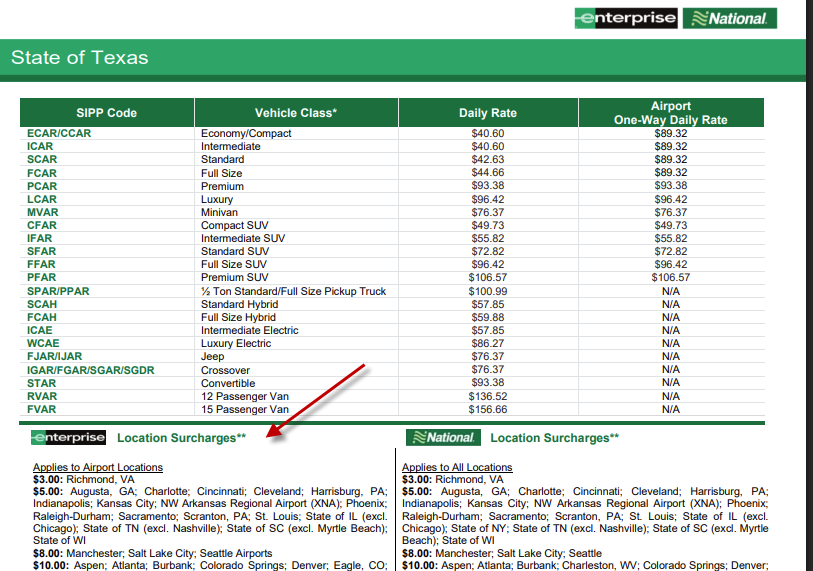 enterprise National
State of Texas
SIPP Code Vehicle Class* Daily Rate Airport One-Way Daily Rate
ECAR/CCAR Economy/Compact $40.60 $89.32
ICAR Intermediate $40.60 $89.32
SCAR Standard $42.63 $89.32
FCAR Full Size $44.66 $89.32
PCAR Premium $93.38 $93.38
LCAR Luxury $96.42 $96.42
MVAR Minivan $76.37 $76.37
CFAR Compact SUV $49.73 $49.73
IFAR Intermediate SUV $55.82 $55.82
SFAR Standard SUV $72.82 $72.82
FFAR Full Size SUV $96.42 $96.42
PFAR Premium SUV $106.57 $106.57
SPAR/PPAR ½ Ton Standard/Full Size Pickup Truck $100.99 N/A
SCAH Standard Hybrid $57.85 N/A
FCAH Full Size Hybrid $59.88 N/A
ICAE Intermediate Electric $57.85 N/A
WCAE Luxury Electric $86.27 N/A
FJAR/IJAR Jeep $76.37 N/A
IGAR/FGAR/SGAR/SGDR Crossover $76.37 N/A
STAR Convertible $93.38 N/A
RVAR 12 Passenger Van $136.52 N/A
FVAR 15 Passenger Van $156.66 N/A
enterprise Location Surcharges**
Applies to Airport Locations
$3.00: Richmond, VA
$5.00: Augusta, GA; Charlotte; Cincinnati; Cleveland; Harrisburg, PA;
Indianapolis; Kansas City; NW Arkansas Regional Airport (XNA); Phoenix;
Raleigh-Durham; Sacramento; Scranton, PA; St. Louis; State of IL (excl.
Chicago); State of TN (excl. Nashville); State of SC (excl. Myrtle Beach);
State of WI
$8.00: Manchester; Salt Lake City; Seattle Airports
$10.00: Aspen; Atlanta; Burbank; Colorado Springs; Denver; Eagle, CO;
National Location Surcharges**
Applies to All Locations
$3.00: Richmond, VA
$5.00: Augusta, GA; Charlotte; Cincinnati; Cleveland; Harrisburg, PA;
Indianapolis; Kansas City; NW Arkansas Regional Airport (XNA); Phoenix;
Raleigh-Durham; Sacramento; Scranton, PA; St. Louis; State of IL (excl.
Chicago); State of NY; State of TN (excl. Nashville); State of SC (excl. Myrtle
Beach); State of WI
$8.00: Manchester; Salt Lake City; Seattle
$10.00: Aspen; Atlanta; Burbank; Charleston, WV; Colorado Springs; Denver;